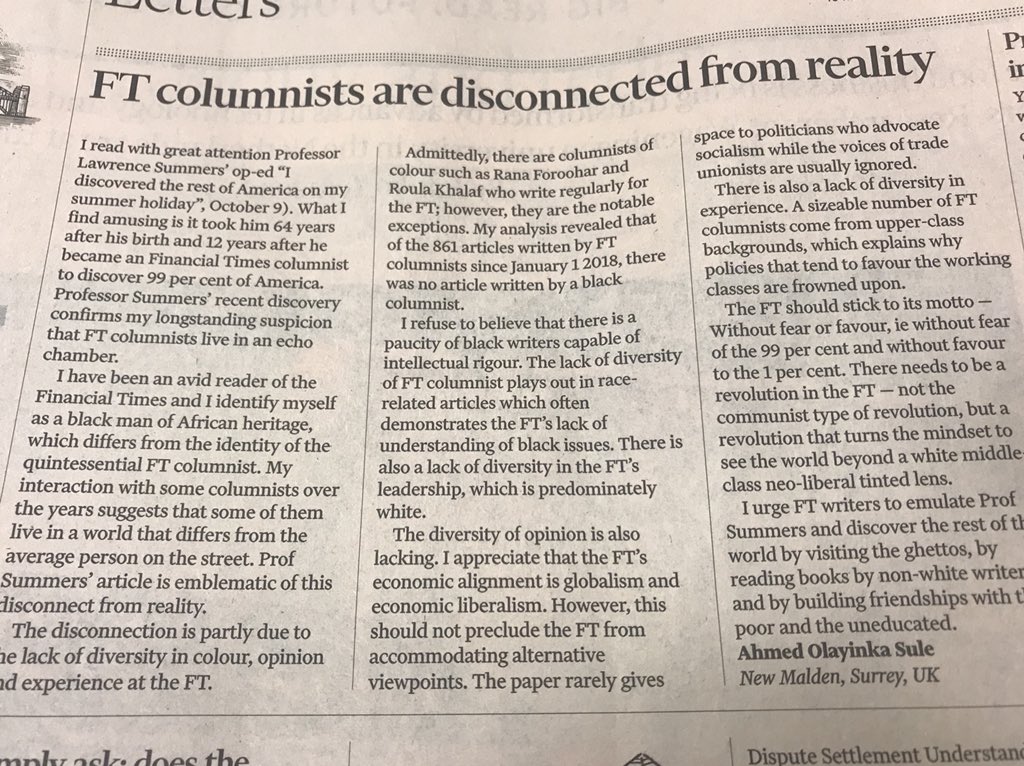 Letters
FT columnists are disconnected from reality
I read with great attention Professor
Lawrence Summers' op-ed "I
discovered the rest of America on my
summer holiday", October 9). What I
find amusing is it took him 64 years
after his birth and 12 years after he
became an Financial Times columnist
to discover 99 per cent of America.
Professor Summers' recent discovery
confirms my longstanding suspicion
that FT columnists live in an echo
chamber.
I have been an avid reader of the
Financial Times and I identify myself
as a black man of African heritage,
which differs from the identity of the
quintessential FT columnist. My
interaction with some columnists over
the years suggests that some of them
live in a world that differs from the
average person on the street. Prof
Summers' article is emblematic of this
disconnect from reality.
The disconnection is partly due to
he lack of diversity in colour, opinion
nd experience at the FT.
Admittedly, there are columnists of
colour such as Rana Foroohar and
Roula Khalaf who write regularly for
the FT; however, they are the notable
exceptions. My analysis revealed that
of the 861 articles written by FT
columnists since January 1 2018, there
was no article written by a black
columnist.
I refuse to believe that there is a
paucity of black writers capable of
intellectual rigour. The lack of diversity
of FT columnist plays out in race-
related articles which often
demonstrates the FT's lack of
understanding of black issues. There is
also a lack of diversity in the FT's
leadership, which is predominately
white.
The diversity of opinion is also
lacking. I appreciate that the FT's
economic alignment is globalism and
economic liberalism. However, this
should not preclude the FT from
accommodating alternative
viewpoints. The paper rarely gives
space to politicians who advocate
socialism while the voices of trade
unionists are usually ignored.
There is also a lack of diversity in
experience. A sizeable number of FT
columnists come from upper-class
backgrounds, which explains why
policies that tend to favour the working
classes are frowned upon.
The FT should stick to its motto —
Without fear or favour, ie without fear
of the 99 per cent and without favour
to the 1 per cent. There needs to be a
revolution in the FT — not the
communist type of revolution, but a
revolution that turns the mindset to
see the world beyond a white middle-
class neo-liberal tinted lens.
I urge FT writers to emulate Prof
Summers and discover the rest of th
world by visiting the ghettos, by
reading books by non-white writer
and by building friendships with t
poor and the uneducated.
Ahmed Olayinka Sule
New Malden, Surrey, UK
mply ask: does the
Dispute Settlement Understan